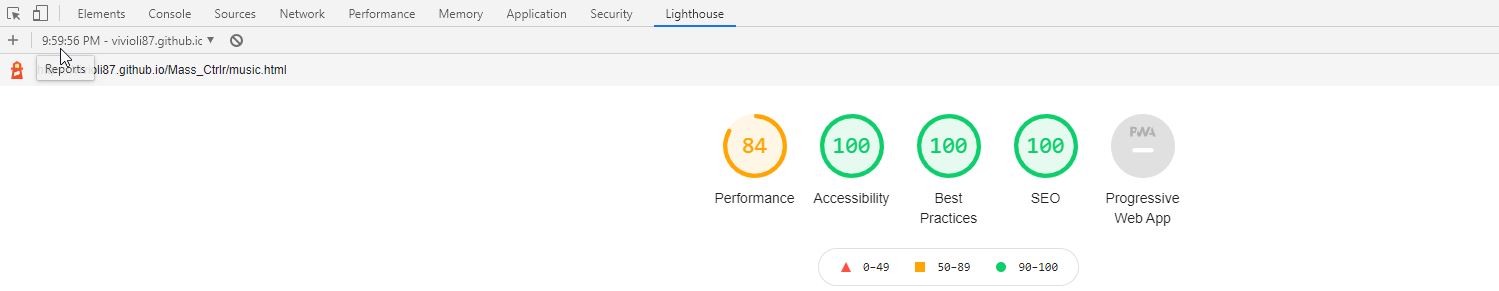 Elements Console Sources Network Performance Memory Application Security Lighthouse
+ 9:59:56 PM - vivioli87.github.io
Reports oli87.github.io/Mass_Ctrlr/music.html
84 100 100 100 PWA
Performance Accessibility Best Practices SEO Progressive Web App
0–49 50–89 90–100